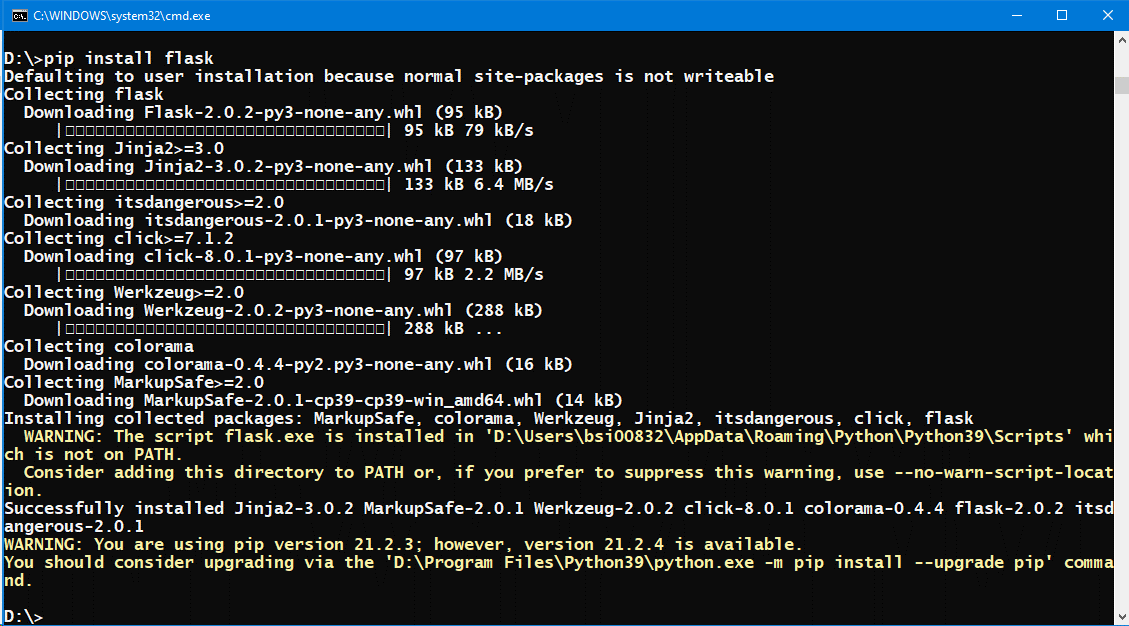 C:\WINDOWS\system32\cmd.exe
D:\>pip install flask
Defaulting to user installation because normal site-packages is not writeable
Collecting flask
  Downloading Flask-2.0.2-py3-none-any.whl (95 kB)
     |□□□□□□□□□□□□□□□□□□□□□□□□□□□□□□□□| 95 kB 79 kB/s
Collecting Jinja2>=3.0
  Downloading Jinja2-3.0.2-py3-none-any.whl (133 kB)
     |□□□□□□□□□□□□□□□□□□□□□□□□□□□□□□□□| 133 kB 6.4 MB/s
Collecting itsdangerous>=2.0
  Downloading itsdangerous-2.0.1-py3-none-any.whl (18 kB)
Collecting click>=7.1.2
  Downloading click-8.0.1-py3-none-any.whl (97 kB)
     |□□□□□□□□□□□□□□□□□□□□□□□□□□□□□□□□| 97 kB 2.2 MB/s
Collecting Werkzeug>=2.0
  Downloading Werkzeug-2.0.2-py3-none-any.whl (288 kB)
     |□□□□□□□□□□□□□□□□□□□□□□□□□□□□□□□□| 288 kB ...
Collecting colorama
  Downloading colorama-0.4.4-py2.py3-none-any.whl (16 kB)
Collecting MarkupSafe>=2.0
  Downloading MarkupSafe-2.0.1-cp39-cp39-win_amd64.whl (14 kB)
Installing collected packages: MarkupSafe, colorama, Werkzeug, Jinja2, itsdangerous, click, flask
  WARNING: The script flask.exe is installed in 'D:\Users\bsi00832\AppData\Roaming\Python\Python39\Scripts' whi
ch is not on PATH.
  Consider adding this directory to PATH or, if you prefer to suppress this warning, use --no-warn-script-locat
ion.
Successfully installed Jinja2-3.0.2 MarkupSafe-2.0.1 Werkzeug-2.0.2 click-8.0.1 colorama-0.4.4 flask-2.0.2 itsd
angerous-2.0.1
WARNING: You are using pip version 21.2.3; however, version 21.2.4 is available.
You should consider upgrading via the 'D:\Program Files\Python39\python.exe -m pip install --upgrade pip' comma
nd.
D:\>